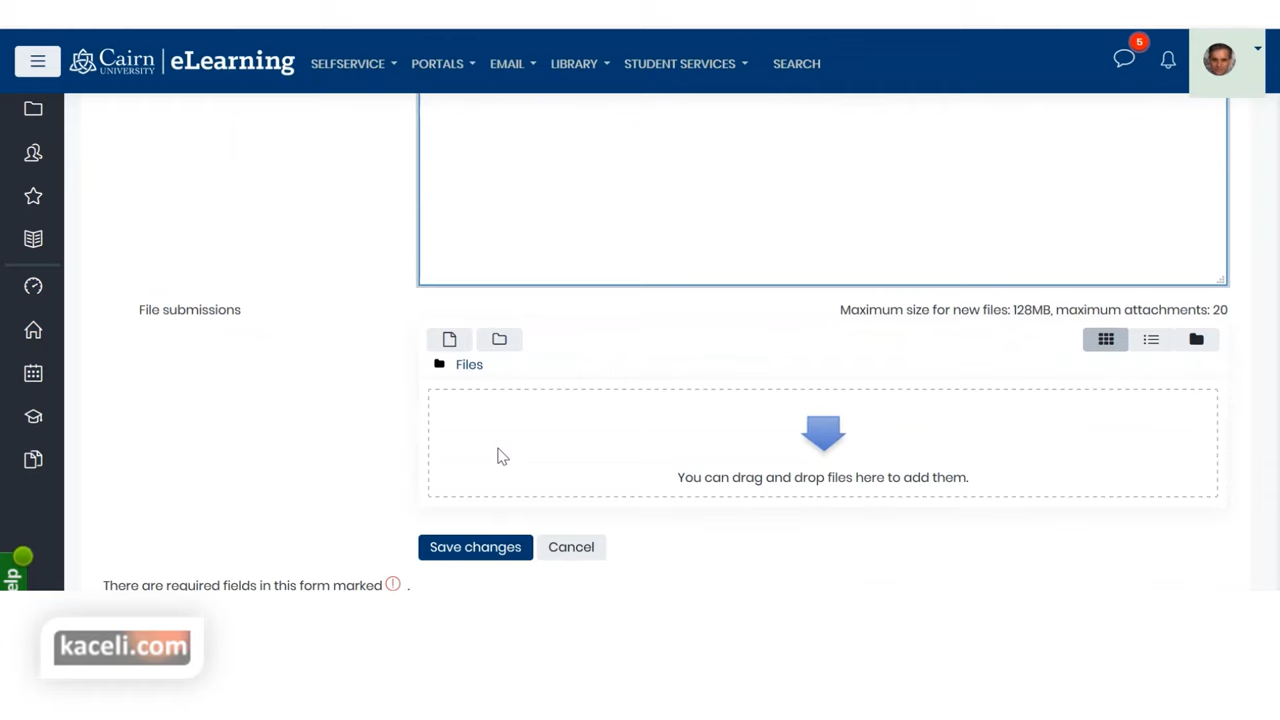 Cairn UNIVERSITY | eLearning SELFSERVICE PORTALS EMAIL LIBRARY STUDENT SERVICES SEARCH 5
File submissions
Maximum size for new files: 128MB, maximum attachments: 20
Files
You can drag and drop files here to add them.
Save changes Cancel
elp
There are required fields in this form marked .
kaceli.com